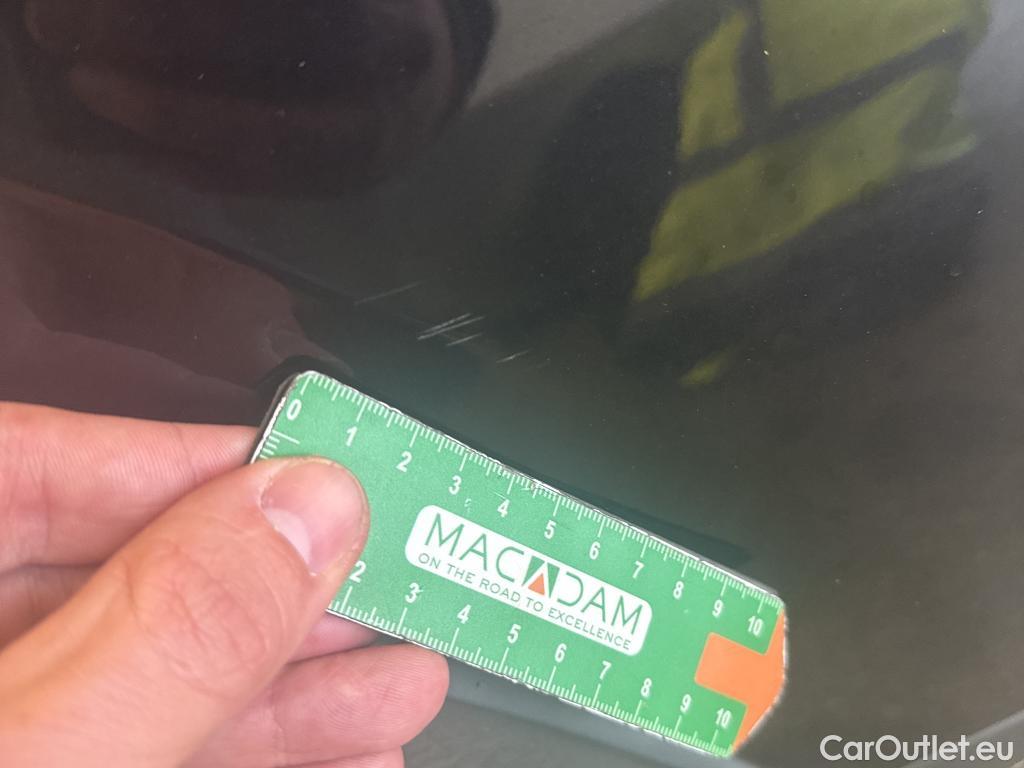 0 1 2 3 4 5 6 7 8 9 10
MACADAM
ON THE ROAD TO EXCELLENCE
2 3 4 5 6 7 8 9 10
CarOutlet.eu